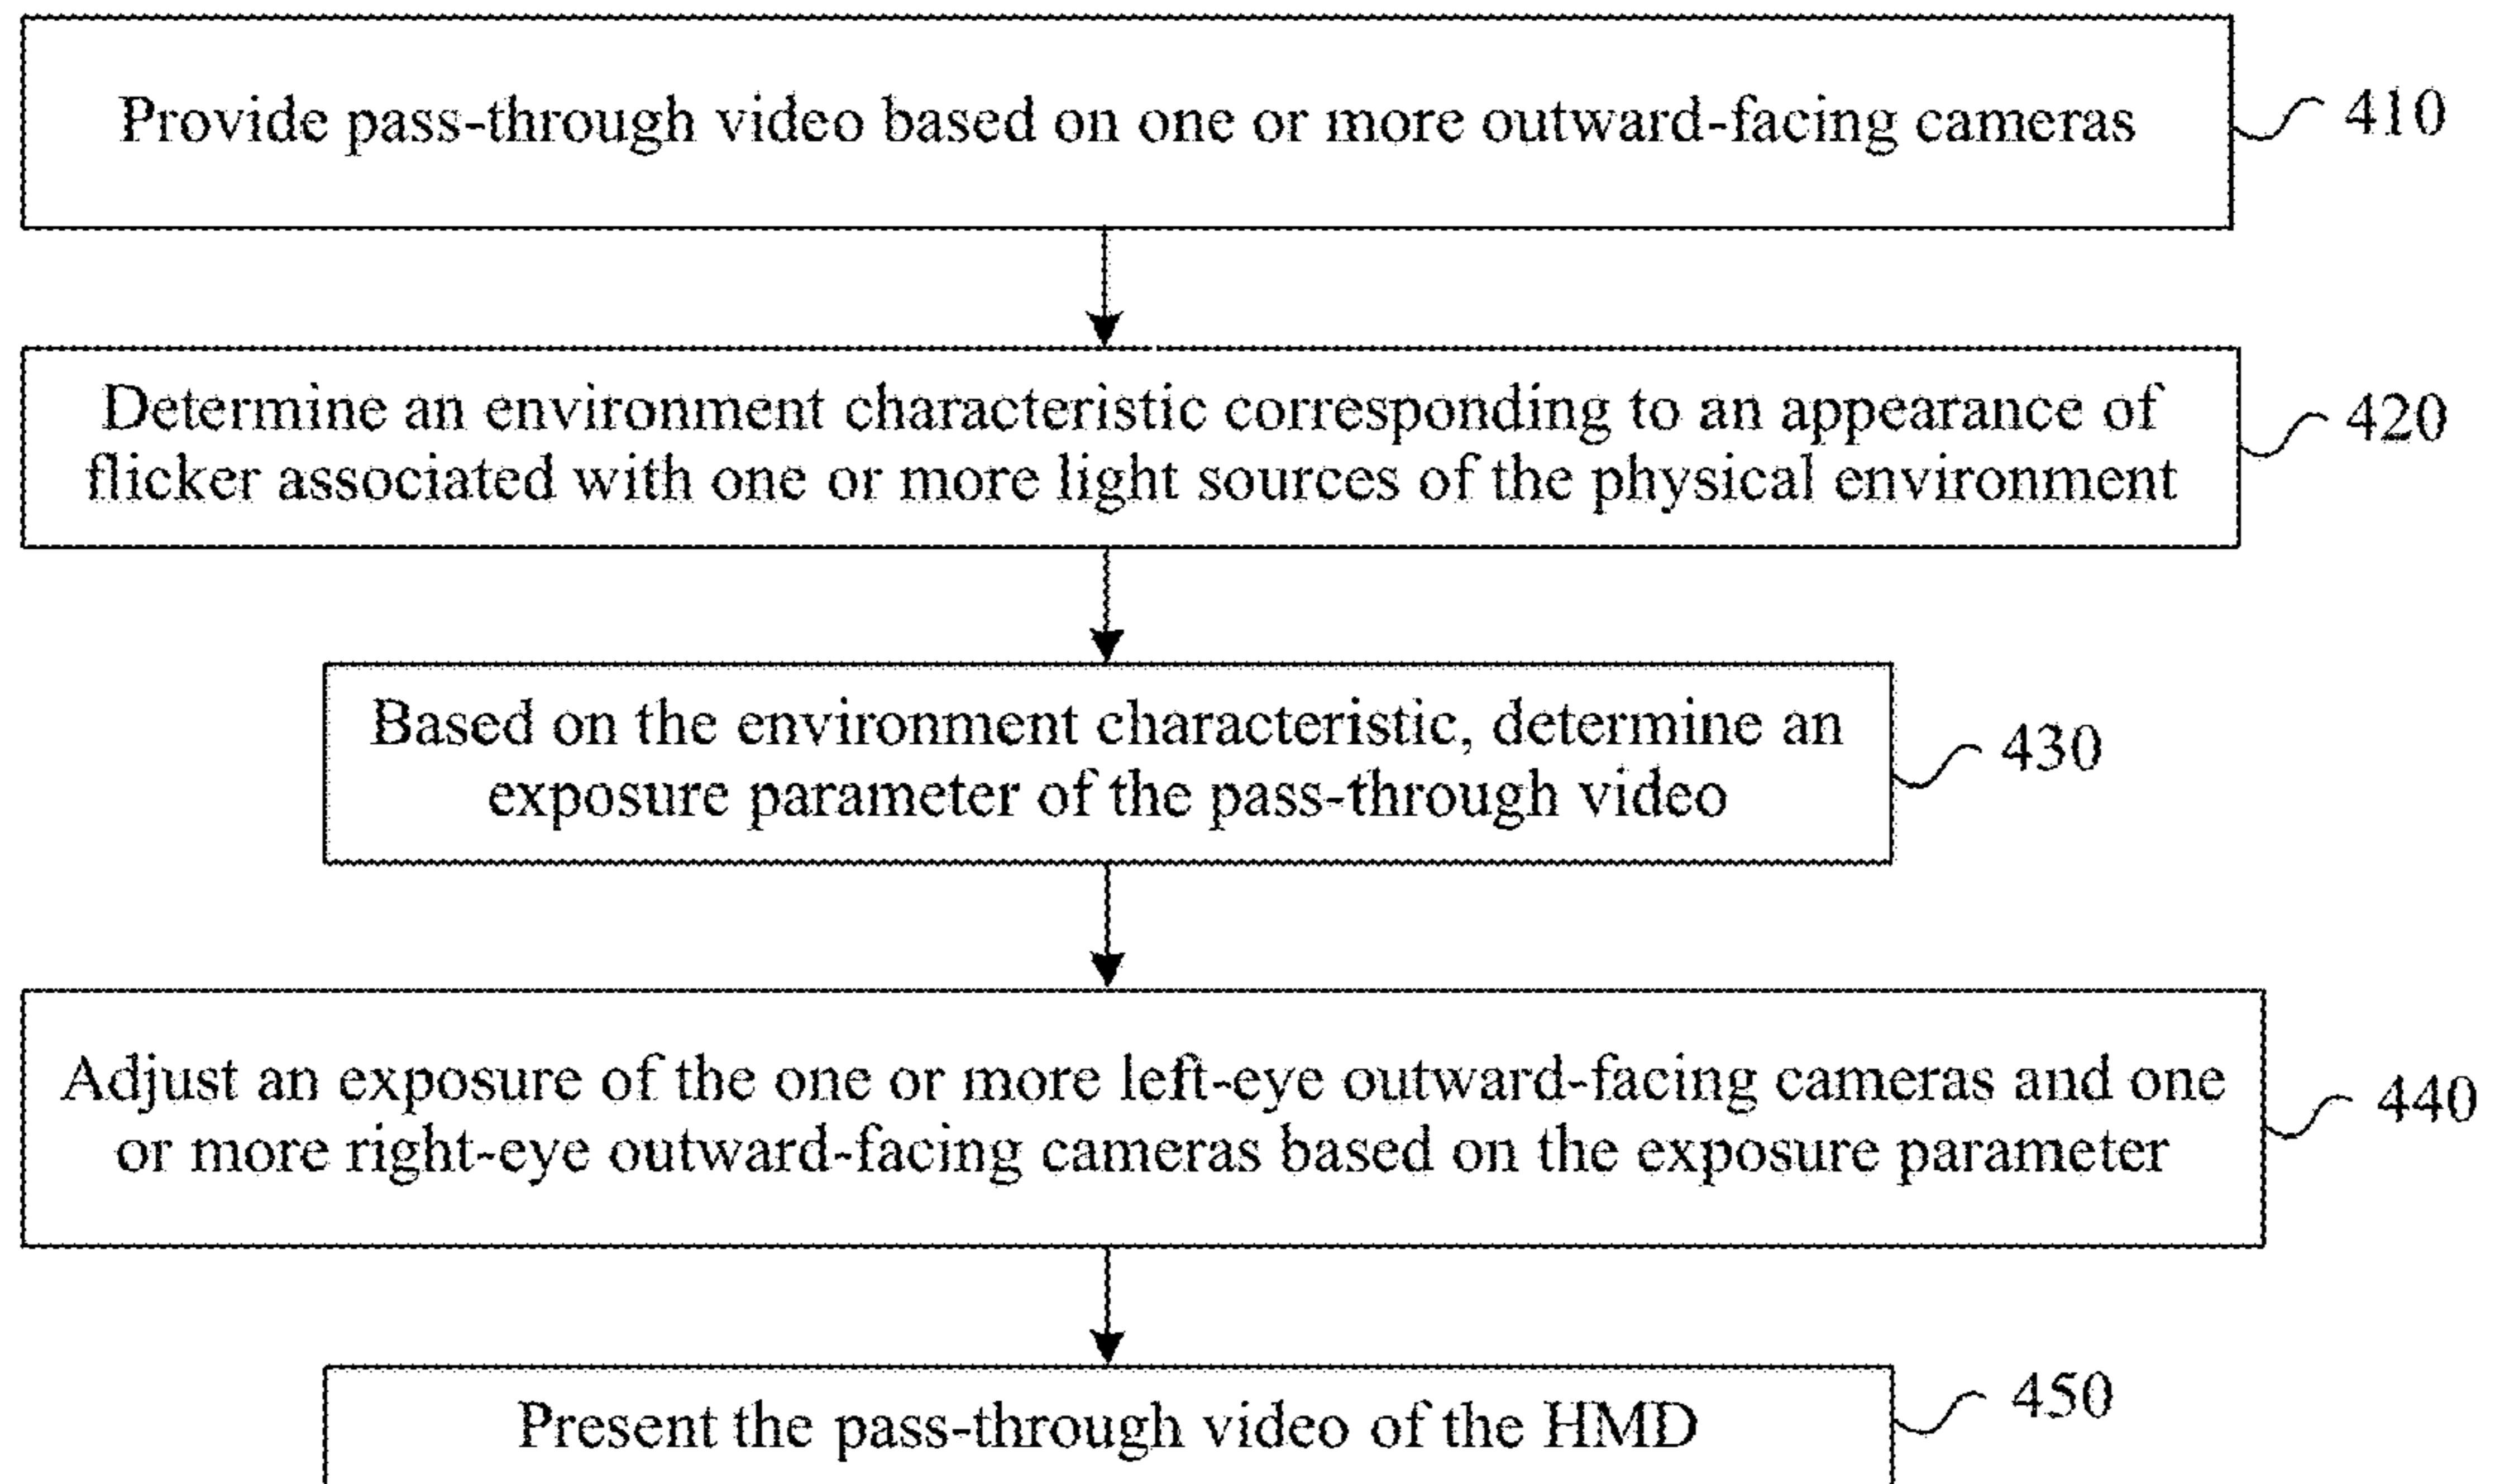 Provide pass-through video based on one or more outward-facing cameras
410
Determine an environment characteristic corresponding to an appearance of
flicker associated with one or more light sources of the physical environment
420
Based on the environment characteristic, determine an
exposure parameter of the pass-through video
430
Adjust an exposure of the one or more left-eye outward-facing cameras and one
or more right-eye outward-facing cameras based on the exposure parameter
440
Present the pass-through video of the HMD
450